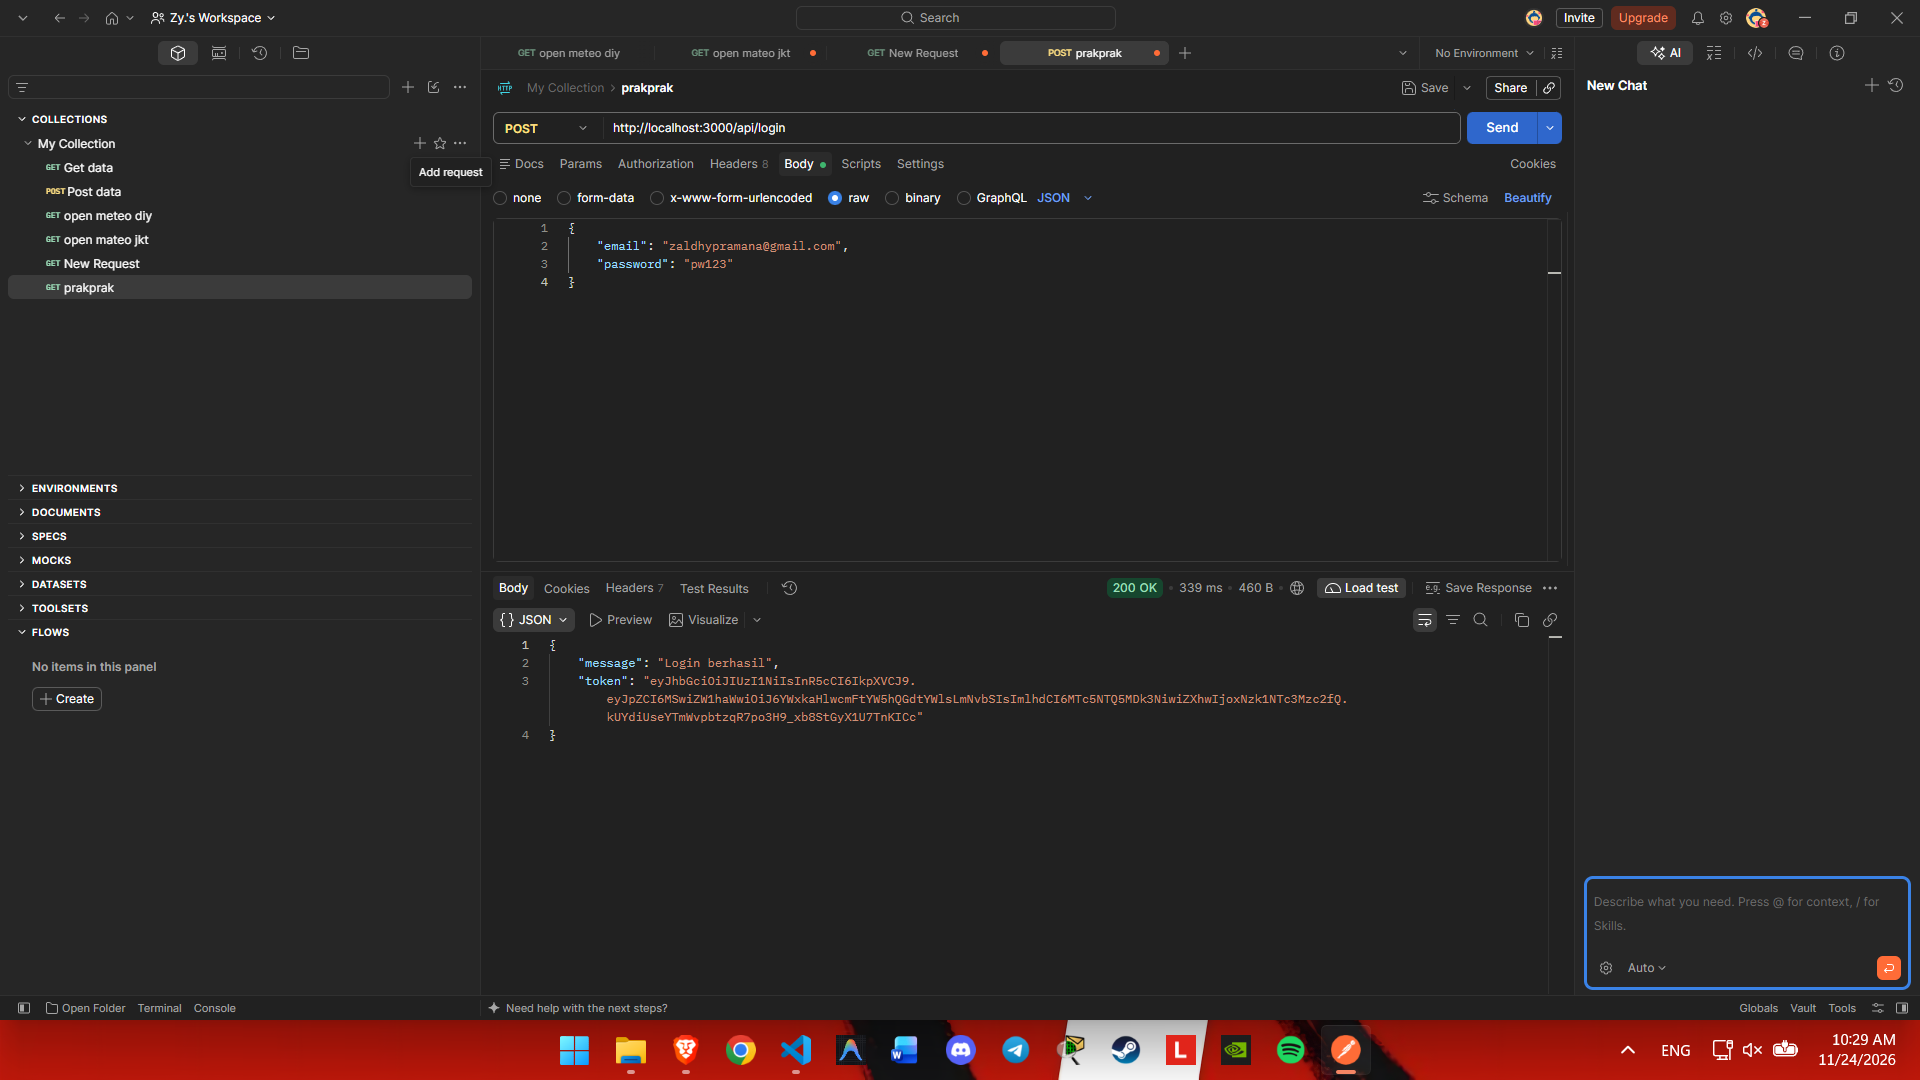 Zy.'s Workspace
Search
Invite
Upgrade
GET open meteo diy
GET open mateo jkt
GET New Request
POST prakprak
No Environment
AI
My Collection > prakprak
Save
Share
New Chat
COLLECTIONS
POST
http://localhost:3000/api/login
Send
My Collection
Add request
Docs
Params
Authorization
Headers 8
Body
Scripts
Settings
Cookies
GET Get data
POST Post data
GET open meteo diy
GET open mateo jkt
GET New Request
GET prakprak
none
form-data
x-www-form-urlencoded
raw
binary
GraphQL
JSON
Schema
Beautify
1 {
2 "email": "zaldhypramana@gmail.com",
3 "password": "pw123"
4 }
ENVIRONMENTS
DOCUMENTS
SPECS
MOCKS
DATASETS
TOOLSETS
FLOWS
No items in this panel
Create
Body
Cookies
Headers 7
Test Results
200 OK
339 ms
460 B
Load test
e.g. Save Response
{} JSON
Preview
Visualize
1 {
2 "message": "Login berhasil",
3 "token": "eyJhbGciOiJIUzI1NiIsInR5cCI6IkpXVCJ9.
eyJpZCI6MSwiZW1haWwiOiJ6YWxkaHlwcmFtYW5hQGdtYWlsLmNvbSIsImlhdCI6MTc5NTQ5MDk3NiwiZXhwIjoxNzk1NTc3Mzc2fQ.
kUYdiUseYTmWvpbtzqR7po3H9_xb8StGyX1U7TnKICc"
4 }
Describe what you need. Press @ for context, / for
Skills.
Auto
Open Folder
Terminal
Console
Need help with the next steps?
Globals
Vault
Tools
ENG
10:29 AM
11/24/2026